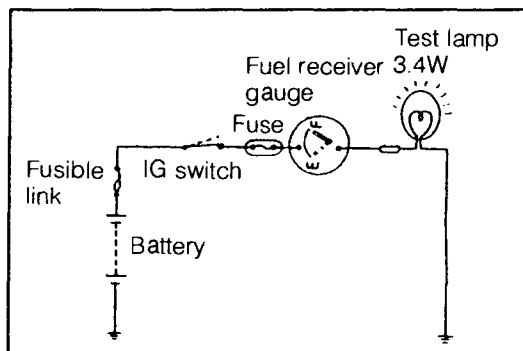 Test lamp
3.4W
Fuel receiver
gauge
Fuse
F
E
IG switch
Fusible
link
Battery